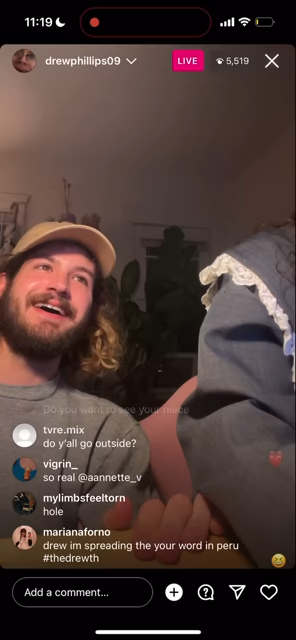 11:19
drewphillips09
LIVE
5,519
Do you want to see your niece
tvre.mix
do y'all go outside?
vigrin_
so real @aannette_v
mylimbsfeeltorn
hole
marianaforno
drew im spreading the your word in peru
#thedrewth
Add a comment...